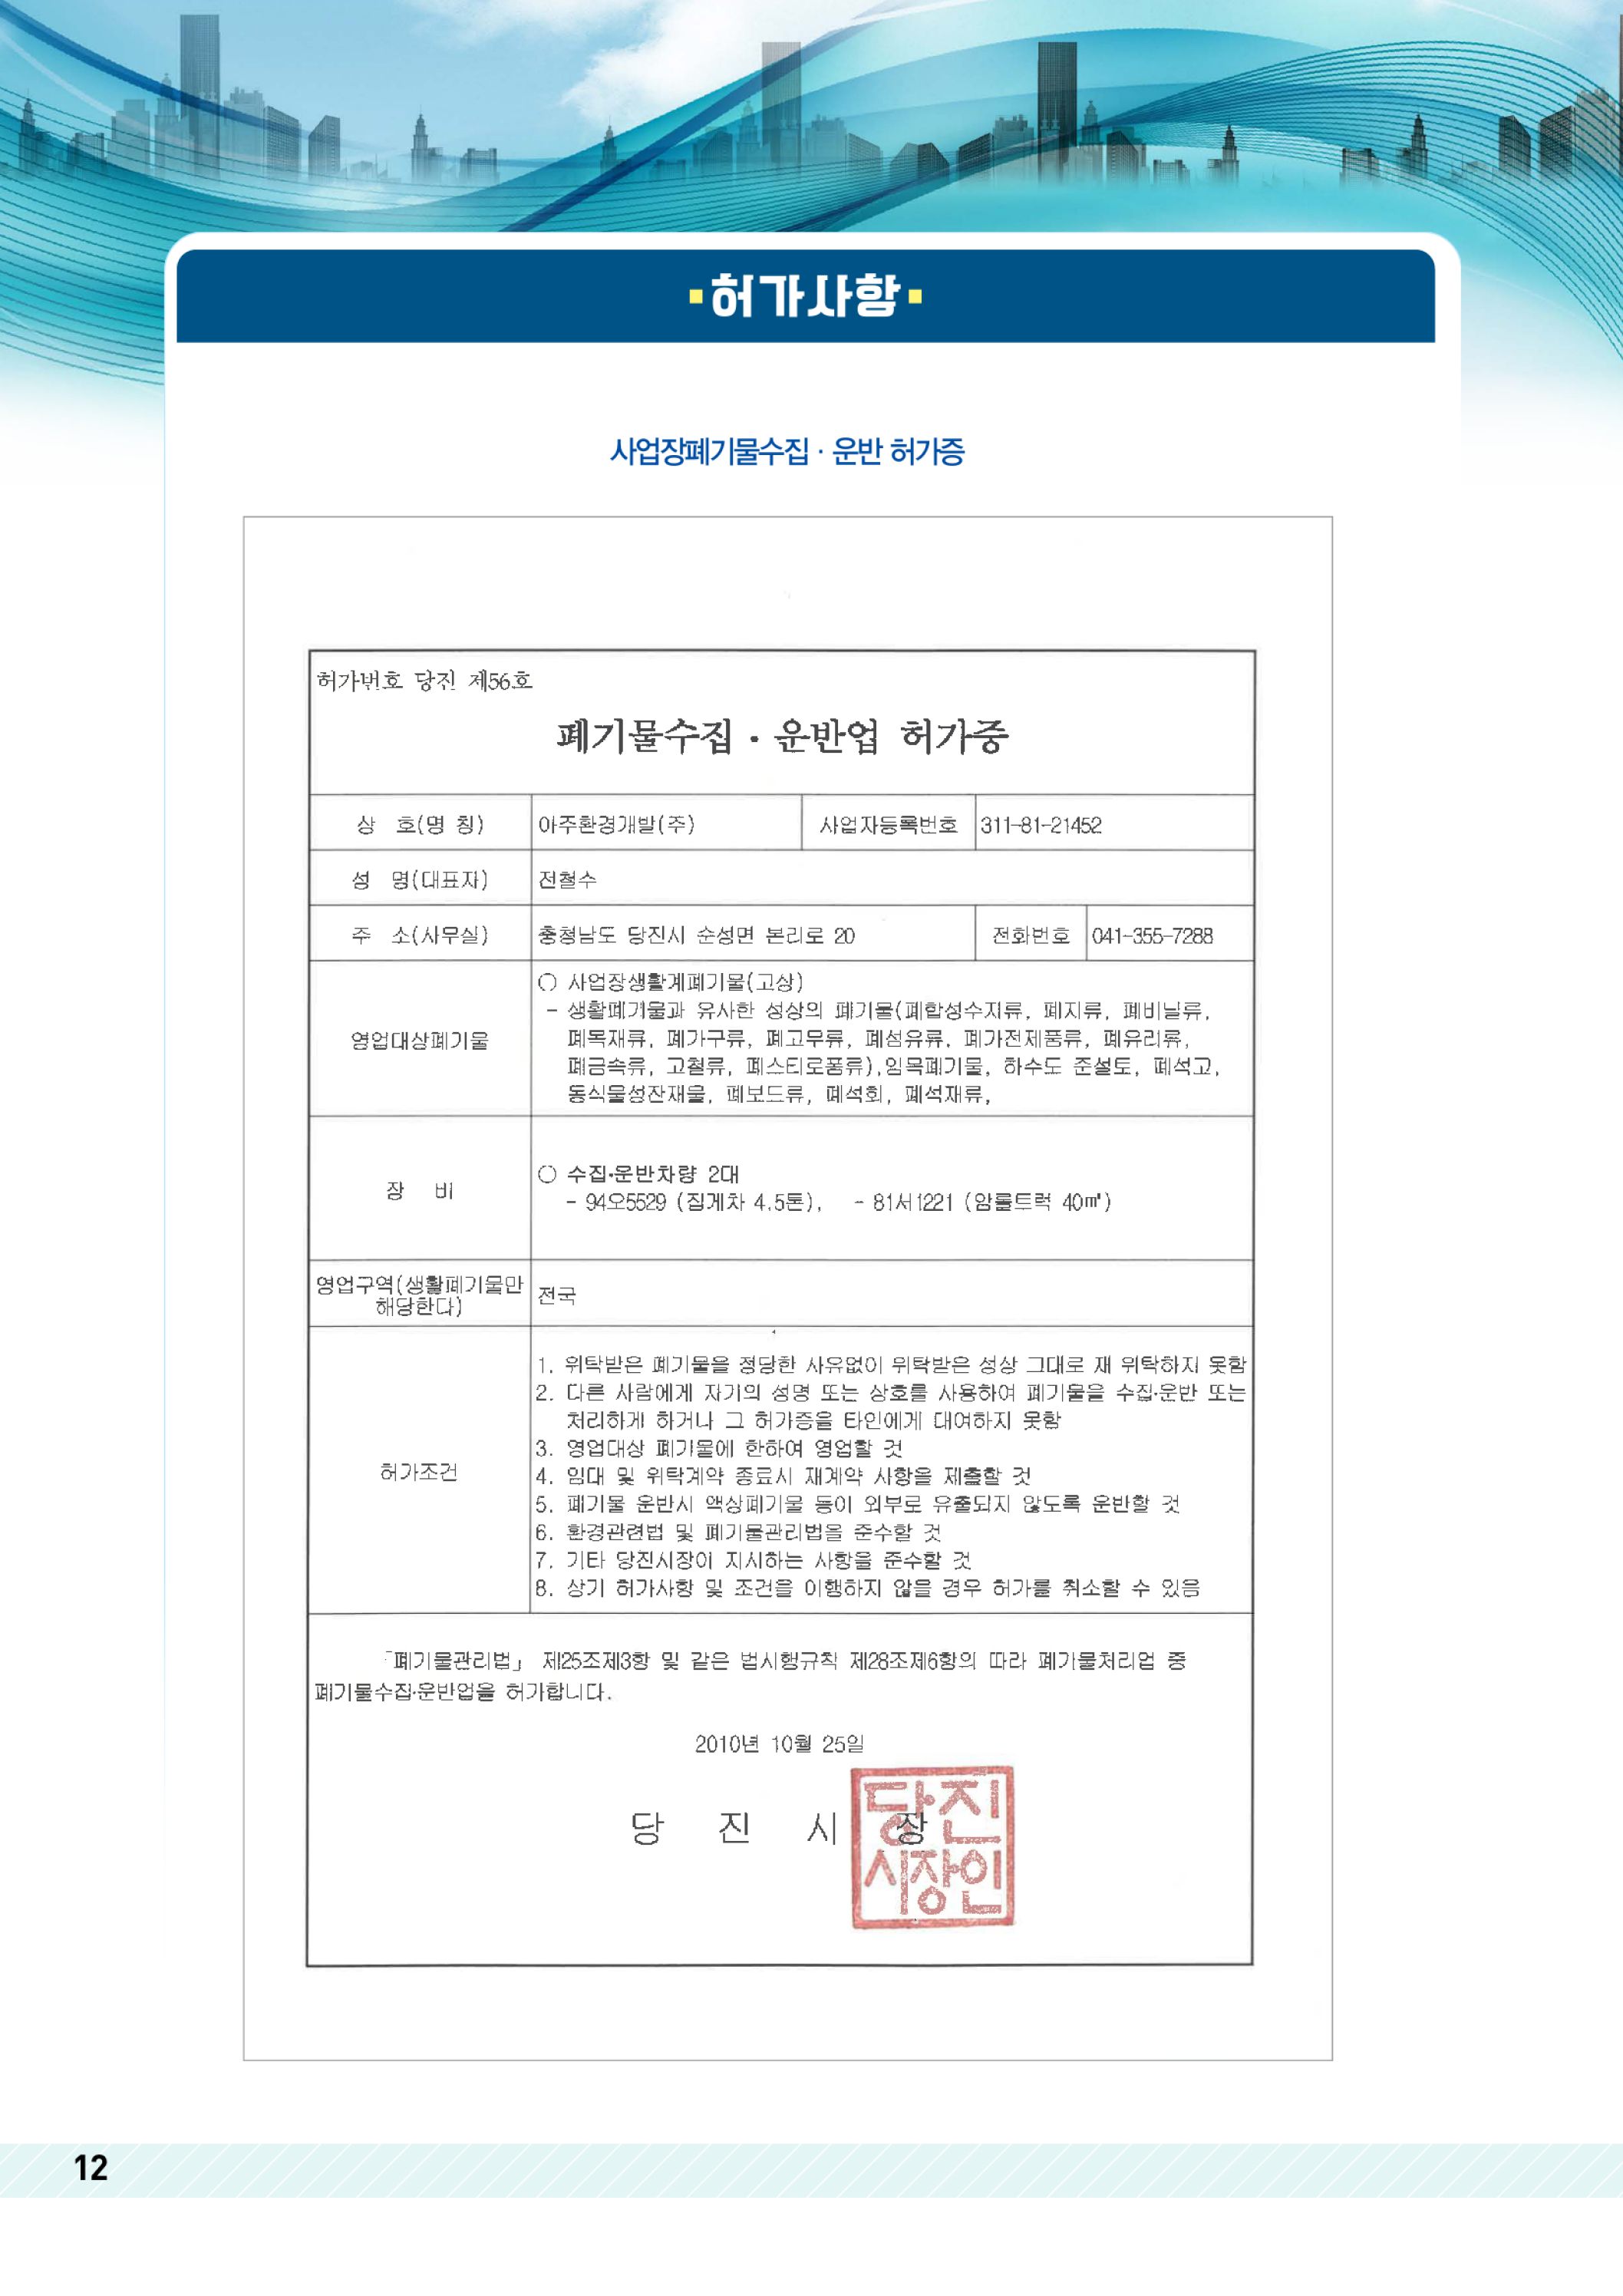 허가사항
사업장폐기물수집 · 운반 허가증
허가번호 당진 제56호
폐기물수집 · 운반업 허가증
상 호(명 칭) 아주환경개발(주) 사업자등록번호 311-81-21452
성 명(대표자) 전철수
주 소(사무실) 충청남도 당진시 순성면 본리로 20 전화번호 041-355-7288
영업대상폐기물
○ 사업장생활계폐기물(고상)
- 생활폐기물과 유사한 성상의 폐기물(폐합성수지류, 폐지류, 폐비닐류,
폐목재류, 폐가구류, 폐고무류, 폐섬유류, 폐가전제품류, 폐유리류,
폐금속류, 고철류, 폐스티로폼류),임목폐기물, 하수도 준설토, 폐석고,
동식물성잔재물, 폐보드류, 폐석회, 폐석재류,
장 비
○ 수집·운반차량 2대
- 94오5529 (집게차 4.5톤), - 81서1221 (암롤트럭 40㎥)
영업구역(생활폐기물만
해당한다)
전국
허가조건
1. 위탁받은 폐기물을 정당한 사유없이 위탁받은 성상 그대로 재 위탁하지 못함
2. 다른 사람에게 자기의 성명 또는 상호를 사용하여 폐기물을 수집·운반 또는
처리하게 하거나 그 허가증을 타인에게 대여하지 못함
3. 영업대상 폐기물에 한하여 영업할 것
4. 임대 및 위탁계약 종료시 재계약 사항을 제출할 것
5. 폐기물 운반시 액상폐기물 등이 외부로 유출되지 않도록 운반할 것
6. 환경관련법 및 폐기물관리법을 준수할 것
7. 기타 당진시장이 지시하는 사항을 준수할 것
8. 상기 허가사항 및 조건을 이행하지 않을 경우 허가를 취소할 수 있음
「폐기물관리법」 제25조제3항 및 같은 법시행규칙 제28조제6항의 따라 폐기물처리업 중
폐기물수집·운반업을 허가합니다.
2010년 10월 25일
당 진 시 장
당진
시장인
12